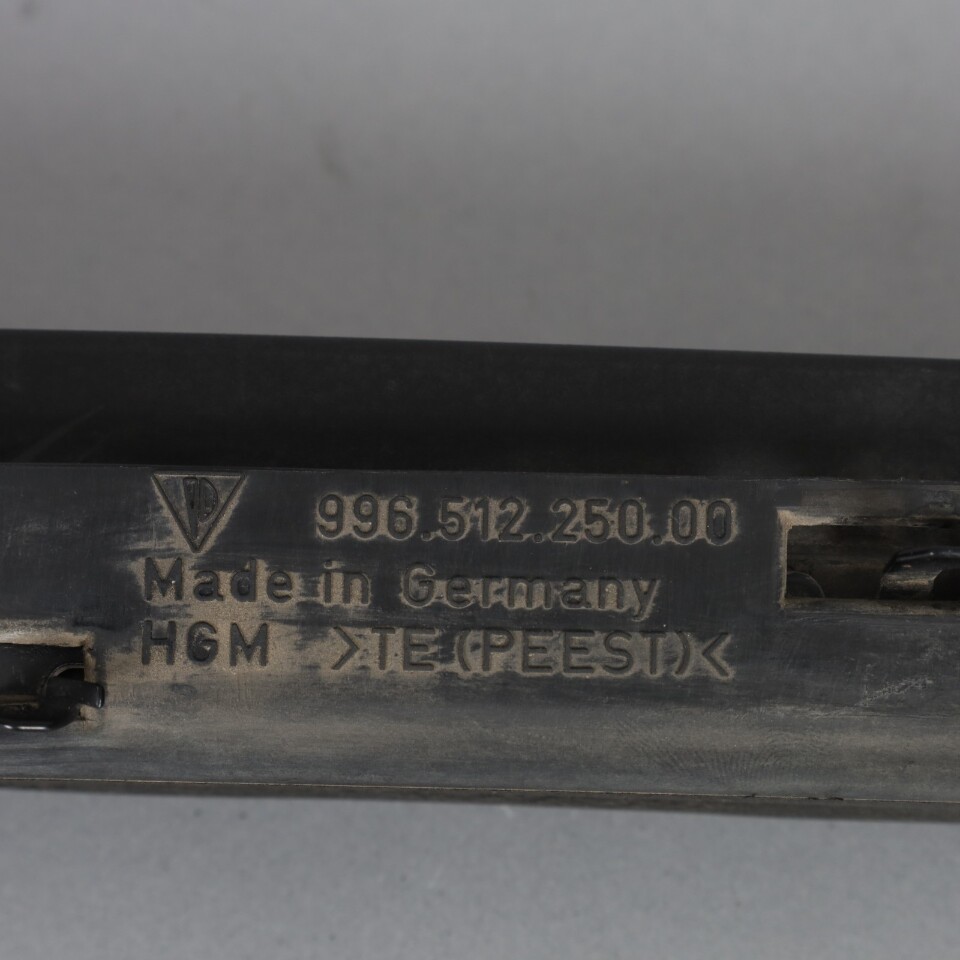 996.512.250.00
Made in Germany
HGM >TE(PEEST)<